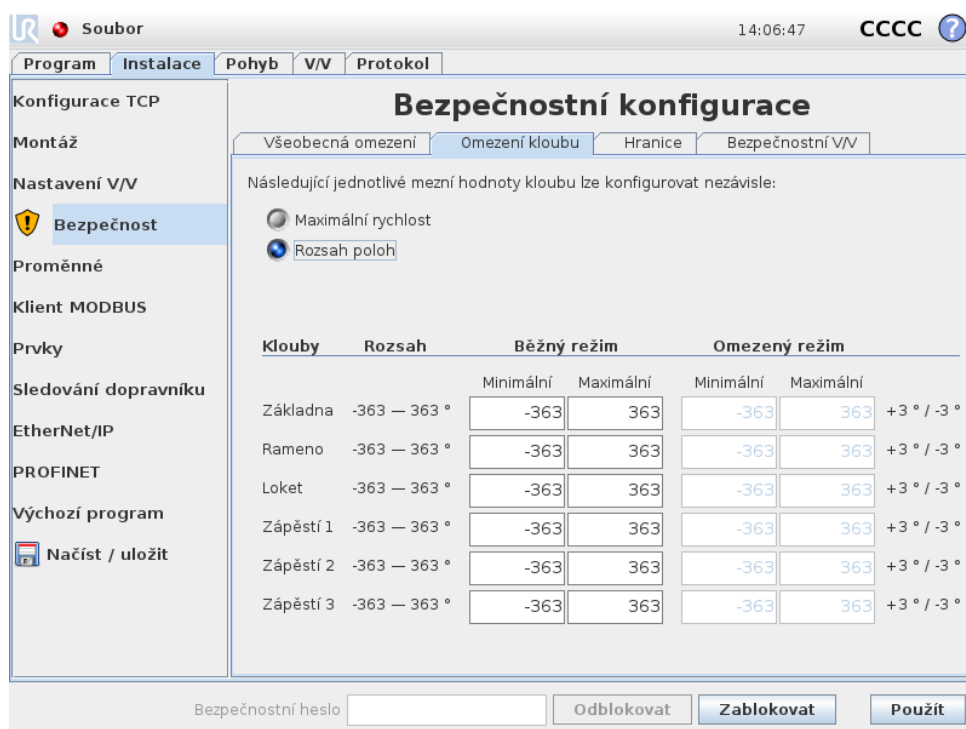 UR Soubor 14:06:47 CCCC ?
Program Instalace Pohyb V/V Protokol
Konfigurace TCP
Montáž
Nastavení V/V
Bezpečnost
Proměnné
Klient MODBUS
Prvky
Sledování dopravníku
EtherNet/IP
PROFINET
Výchozí program
Načíst / uložit
Bezpečnostní konfigurace
Všeobecná omezení Omezení kloubu Hranice Bezpečnostní V/V
Následující jednotlivé mezní hodnoty kloubu lze konfigurovat nezávisle:
Maximální rychlost
Rozsah poloh
Klouby Rozsah Běžný režim Omezený režim
Minimální Maximální Minimální Maximální
Základna -363 — 363 ° -363 363 -363 363 +3 ° / -3 °
Rameno -363 — 363 ° -363 363 -363 363 +3 ° / -3 °
Loket -363 — 363 ° -363 363 -363 363 +3 ° / -3 °
Zápěstí 1 -363 — 363 ° -363 363 -363 363 +3 ° / -3 °
Zápěstí 2 -363 — 363 ° -363 363 -363 363 +3 ° / -3 °
Zápěstí 3 -363 — 363 ° -363 363 -363 363 +3 ° / -3 °
Bezpečnostní heslo Odblokovat Zablokovat Použít